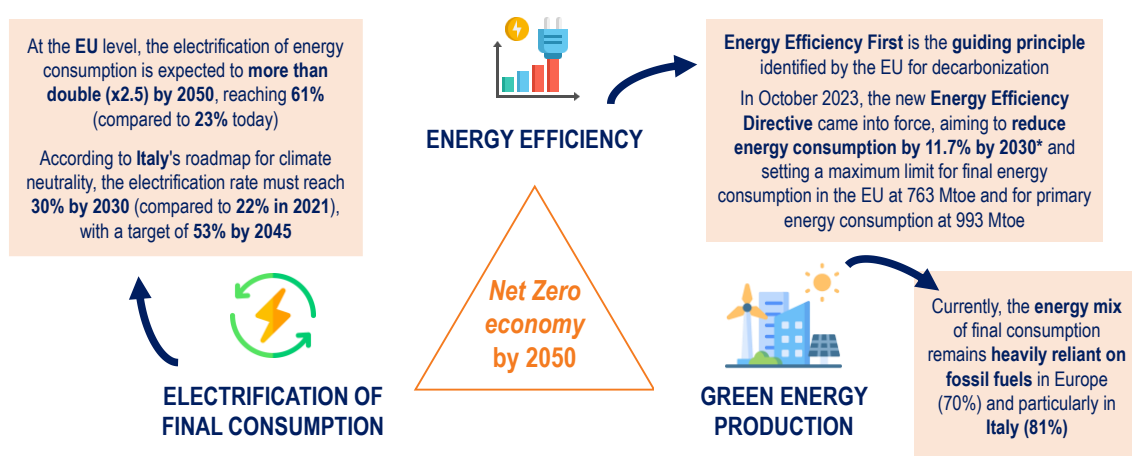 At the EU level, the electrification of energy
consumption is expected to more than
double (x2.5) by 2050, reaching 61%
(compared to 23% today)
According to Italy's roadmap for climate
neutrality, the electrification rate must reach
30% by 2030 (compared to 22% in 2021),
with a target of 53% by 2045
ENERGY EFFICIENCY
Energy Efficiency First is the guiding principle
identified by the EU for decarbonization
In October 2023, the new Energy Efficiency
Directive came into force, aiming to reduce
energy consumption by 11.7% by 2030* and
setting a maximum limit for final energy
consumption in the EU at 763 Mtoe and for primary
energy consumption at 993 Mtoe
Net Zero
economy
by 2050
ELECTRIFICATION OF
FINAL CONSUMPTION
GREEN ENERGY
PRODUCTION
Currently, the energy mix
of final consumption
remains heavily reliant on
fossil fuels in Europe
(70%) and particularly in
Italy (81%)